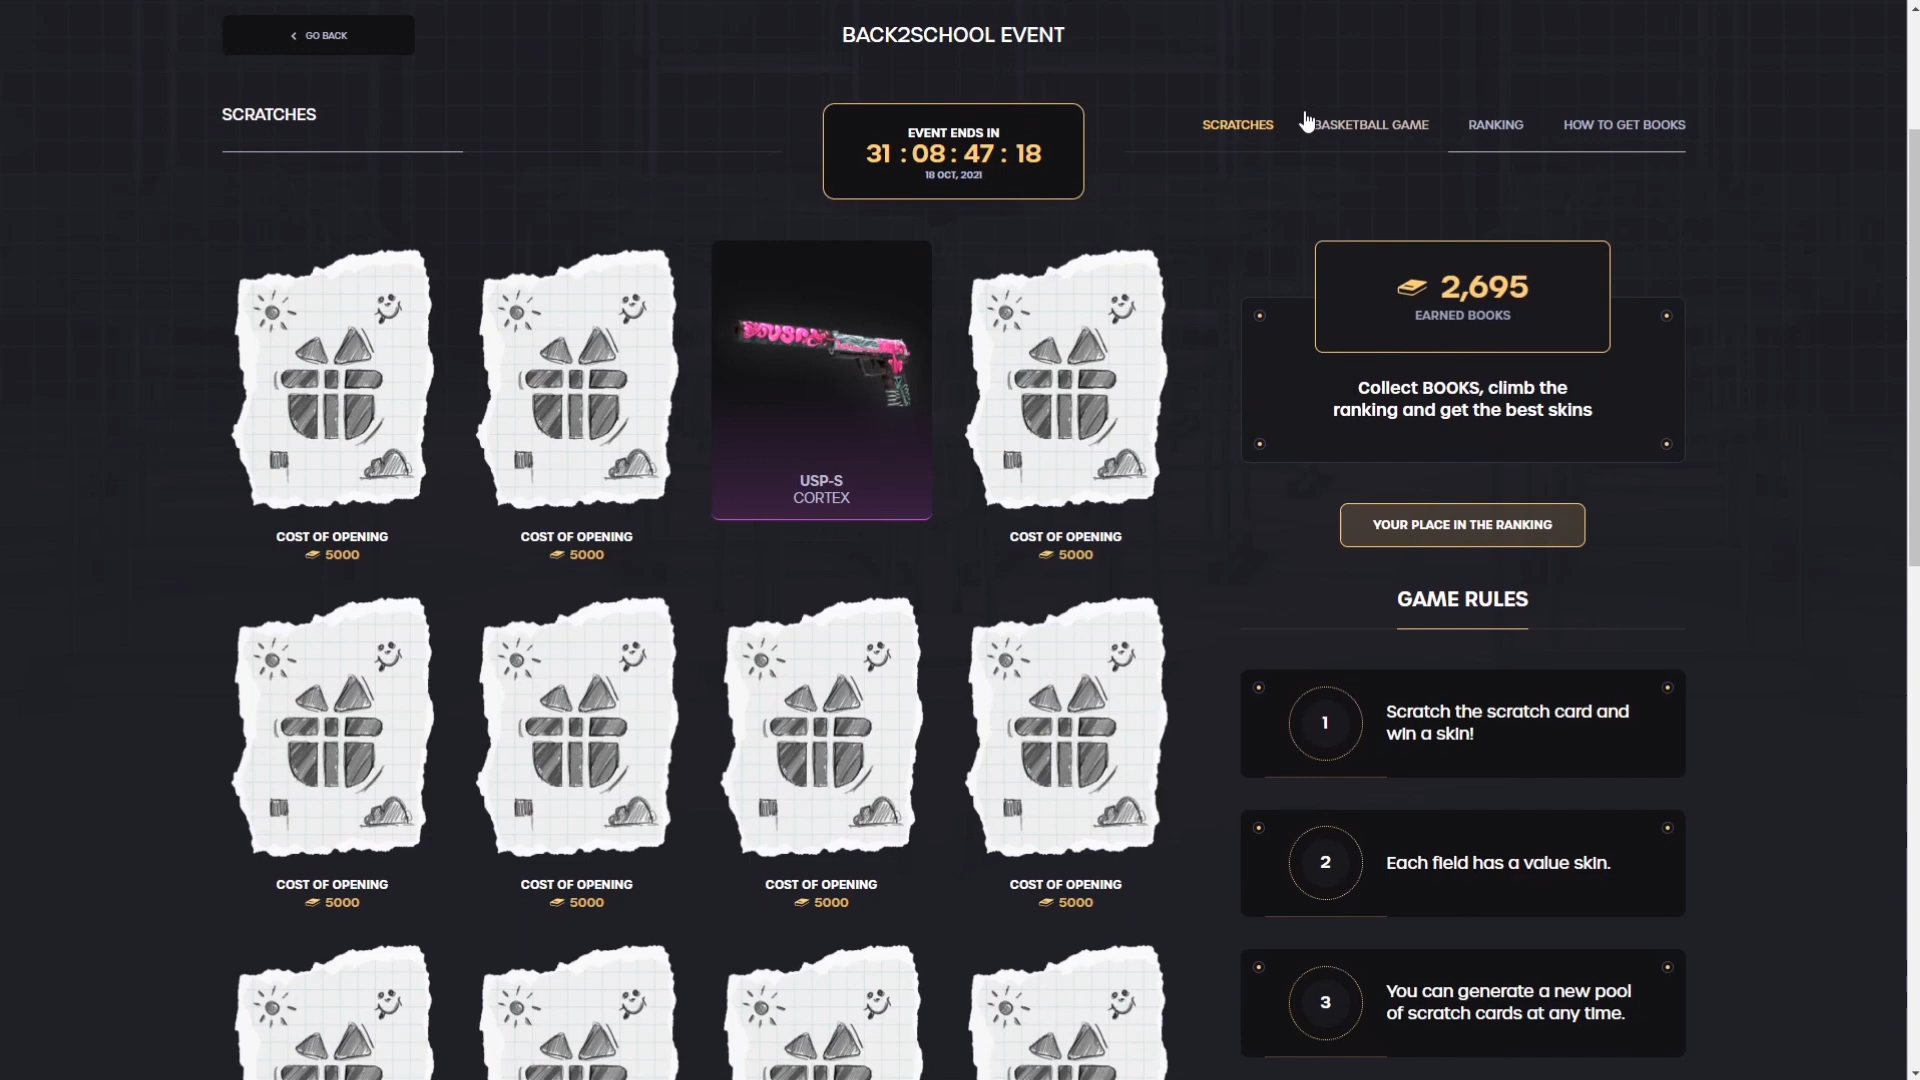 GO BACK
BACK2SCHOOL EVENT
SCRATCHES
EVENT ENDS IN
31 : 08 : 47 : 18
18 OCT, 2021
SCRATCHES
BASKETBALL GAME
RANKING
HOW TO GET BOOKS
USP-S
CORTEX
COST OF OPENING
5000
COST OF OPENING
5000
COST OF OPENING
5000
2,695
EARNED BOOKS
Collect BOOKS, climb the
ranking and get the best skins
YOUR PLACE IN THE RANKING
GAME RULES
COST OF OPENING
5000
COST OF OPENING
5000
COST OF OPENING
5000
COST OF OPENING
5000
1
Scratch the scratch card and
win a skin!
2
Each field has a value skin.
3
You can generate a new pool
of scratch cards at any time.